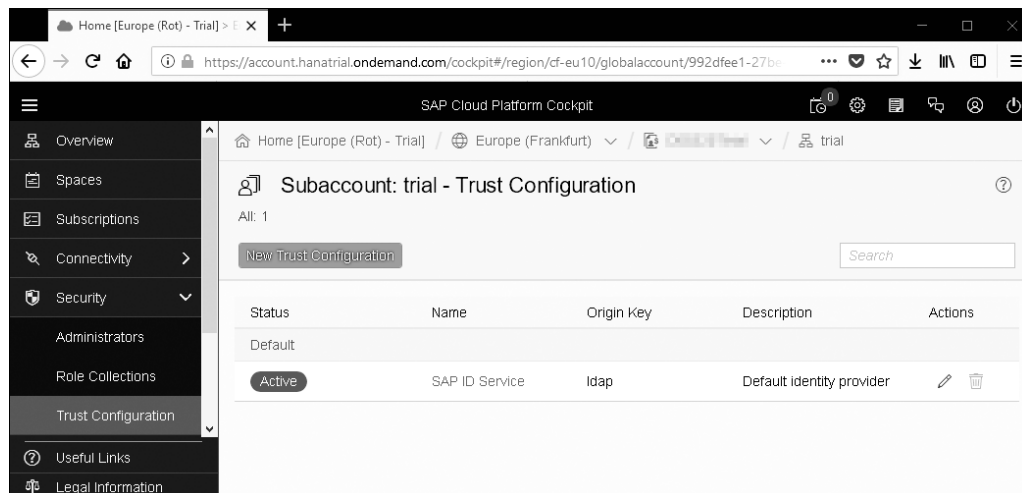 Home [Europe (Rot) - Trial] > E
https://account.hanatrial.ondemand.com/cockpit#/region/cf-eu10/globalaccount/992dfee1-27be
SAP Cloud Platform Cockpit
0
Overview
Home [Europe (Rot) - Trial] / Europe (Frankfurt) / / trial
Spaces
Subaccount: trial - Trust Configuration
Subscriptions
All: 1
Connectivity
New Trust Configuration
Search
Security
Status Name Origin Key Description Actions
Administrators
Default
Role Collections
Active SAP ID Service ldap Default identity provider
Trust Configuration
Useful Links
Legal Information